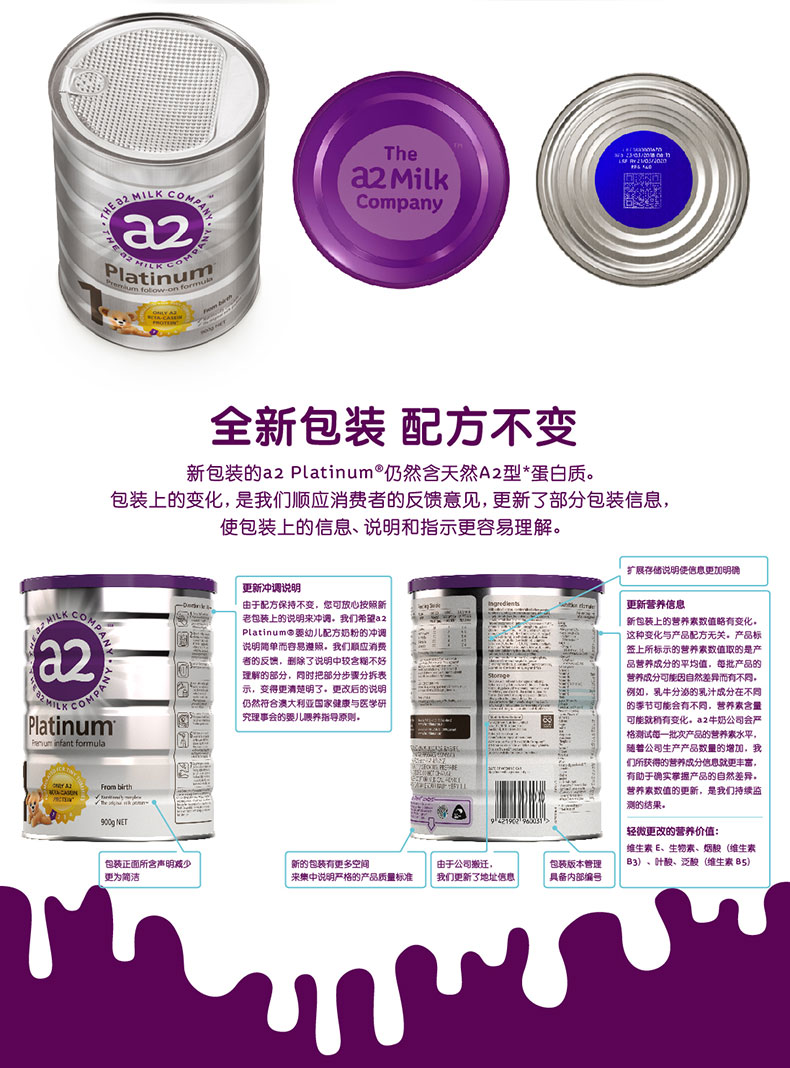 THE a2 MILK COMPANY
THE a2 MILK COMPANY
a2
Platinum
Premium follow-on formula
1
ONLY A2
BETA-CASEIN
PROTEIN*
From birth
900g NET
The
a2 Milk
Company
™
全新包装 配方不变
新包装的a2 Platinum®仍然含天然A2型*蛋白质。
包装上的变化,是我们顺应消费者的反馈意见,更新了部分包装信息,
使包装上的信息、说明和指示更容易理解。
THE a2 MILK COMPANY
THE a2 MILK COMPANY
a2
Platinum
Premium infant formula
ONLY A2
BETA-CASEIN
PROTEIN*
From birth
900g NET
更新冲调说明
由于配方保持不变,您可放心按照新
老包装上的说明来冲调。我们希望a2
Platinum®婴幼儿配方奶粉的冲调
说明简单而容易遵照。我们顺应消费
者的反馈,删除了说明中较含糊不好
理解的部分,同时把部分步骤分拆表
示,变得更清楚明了。更改后的说明
仍然符合澳大利亚国家健康与医学研
究理事会的婴儿喂养指导原则。
Ingredients
Storage
9 421902 960031 >
扩展存储说明使信息更加明确
更新营养信息
新包装上的营养素数值略有变化。
这种变化与产品配方无关。产品标
签上所标示的营养素数值取的是产
品营养成分的平均值,每批产品的
营养成分可能因自然差异而有不同。
例如,乳牛分泌的乳汁成分在不同
的季节可能会有不同,营养素含量
可能就稍有变化。a2牛奶公司会严
格测试每一批次产品的营养素水平,
随着公司生产产品数量的增加,我
们所获得的营养成分信息就更丰富,
有助于确实掌握产品的自然差异。
营养素数值的更新,是我们持续监
测的结果。
轻微更改的营养价值:
维生素 E、生物素、烟酸(维生素
B3)、叶酸、泛酸(维生素 B5)
包装正面所含声明减少
更为简洁
新的包装有更多空间
来集中说明严格的产品质量标准
由于公司搬迁,
我们更新了地址信息
包装版本管理
具备内部编号